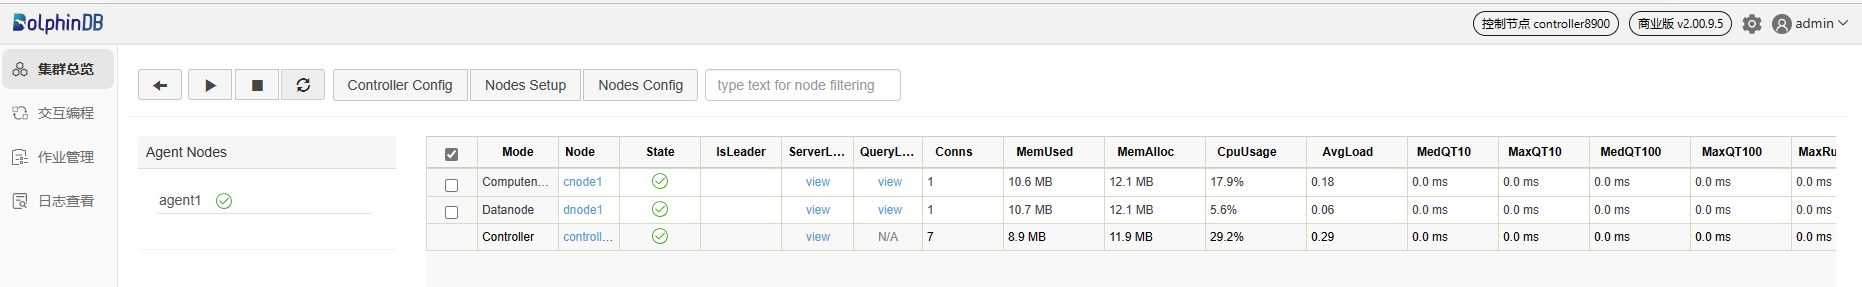 DolphinDB
控制节点 controller8900
商业版 v2.00.9.5
admin
集群总览
交互编程
作业管理
日志查看
Controller Config
Nodes Setup
Nodes Config
type text for node filtering
Agent Nodes
agent1
Mode Node State IsLeader ServerL... QueryL... Conns MemUsed MemAlloc CpuUsage AvgLoad MedQT10 MaxQT10 MedQT100 MaxQT100 MaxRu
Computen... cnode1 view view 1 10.6 MB 12.1 MB 17.9% 0.18 0.0 ms 0.0 ms 0.0 ms 0.0 ms 0.0 ms
Datanode dnode1 view view 1 10.7 MB 12.1 MB 5.6% 0.06 0.0 ms 0.0 ms 0.0 ms 0.0 ms 0.0 ms
Controller controll... view N/A 7 8.9 MB 11.9 MB 29.2% 0.29 0.0 ms 0.0 ms 0.0 ms 0.0 ms 0.0 ms